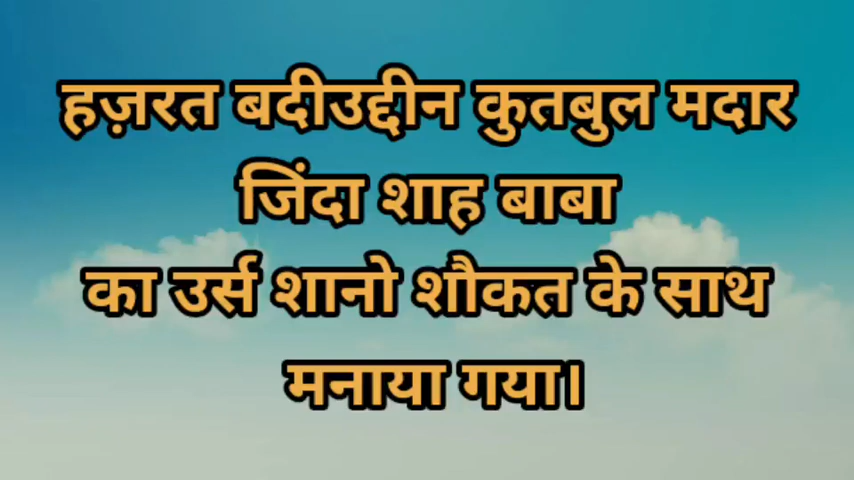 हज़रत बदीउद्दीन कुतबुल मदार
जिंदा शाह बाबा
का उर्स शानो शौकत के साथ
मनाया गया।